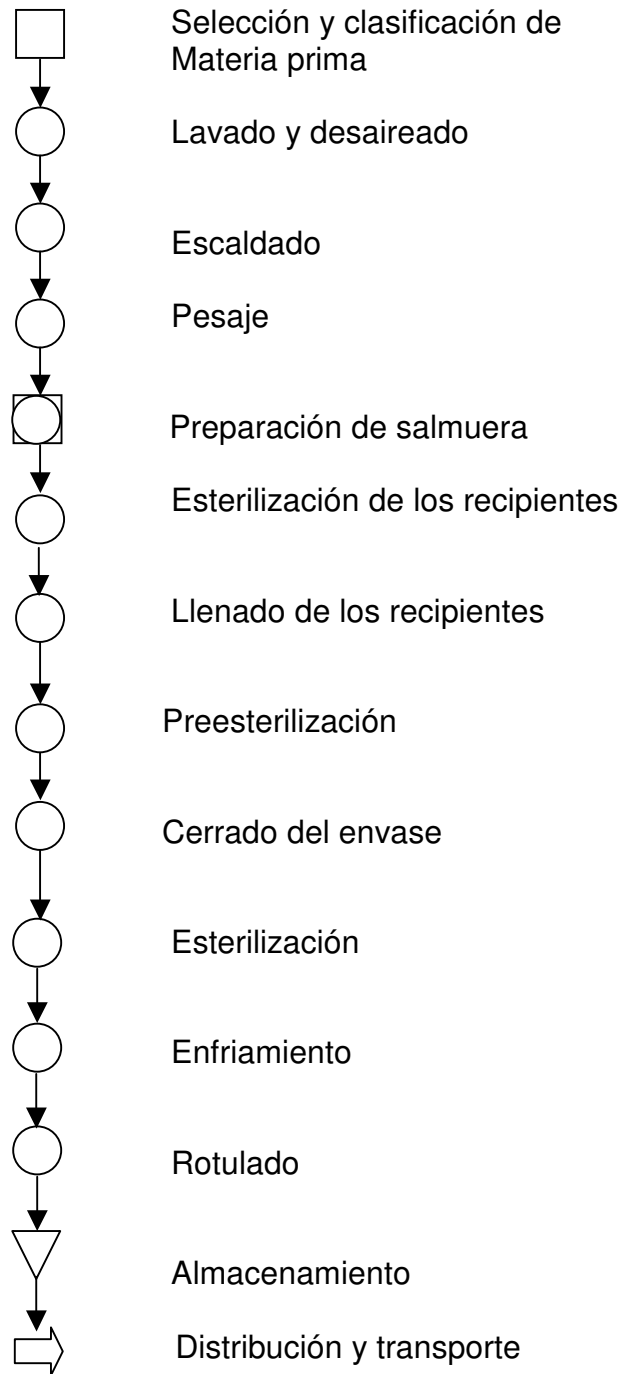 Selección y clasificación de
Materia prima
Lavado y desaireado
Escaldado
Pesaje
Preparación de salmuera
Esterilización de los recipientes
Llenado de los recipientes
Preesterilización
Cerrado del envase
Esterilización
Enfriamiento
Rotulado
Almacenamiento
Distribución y transporte